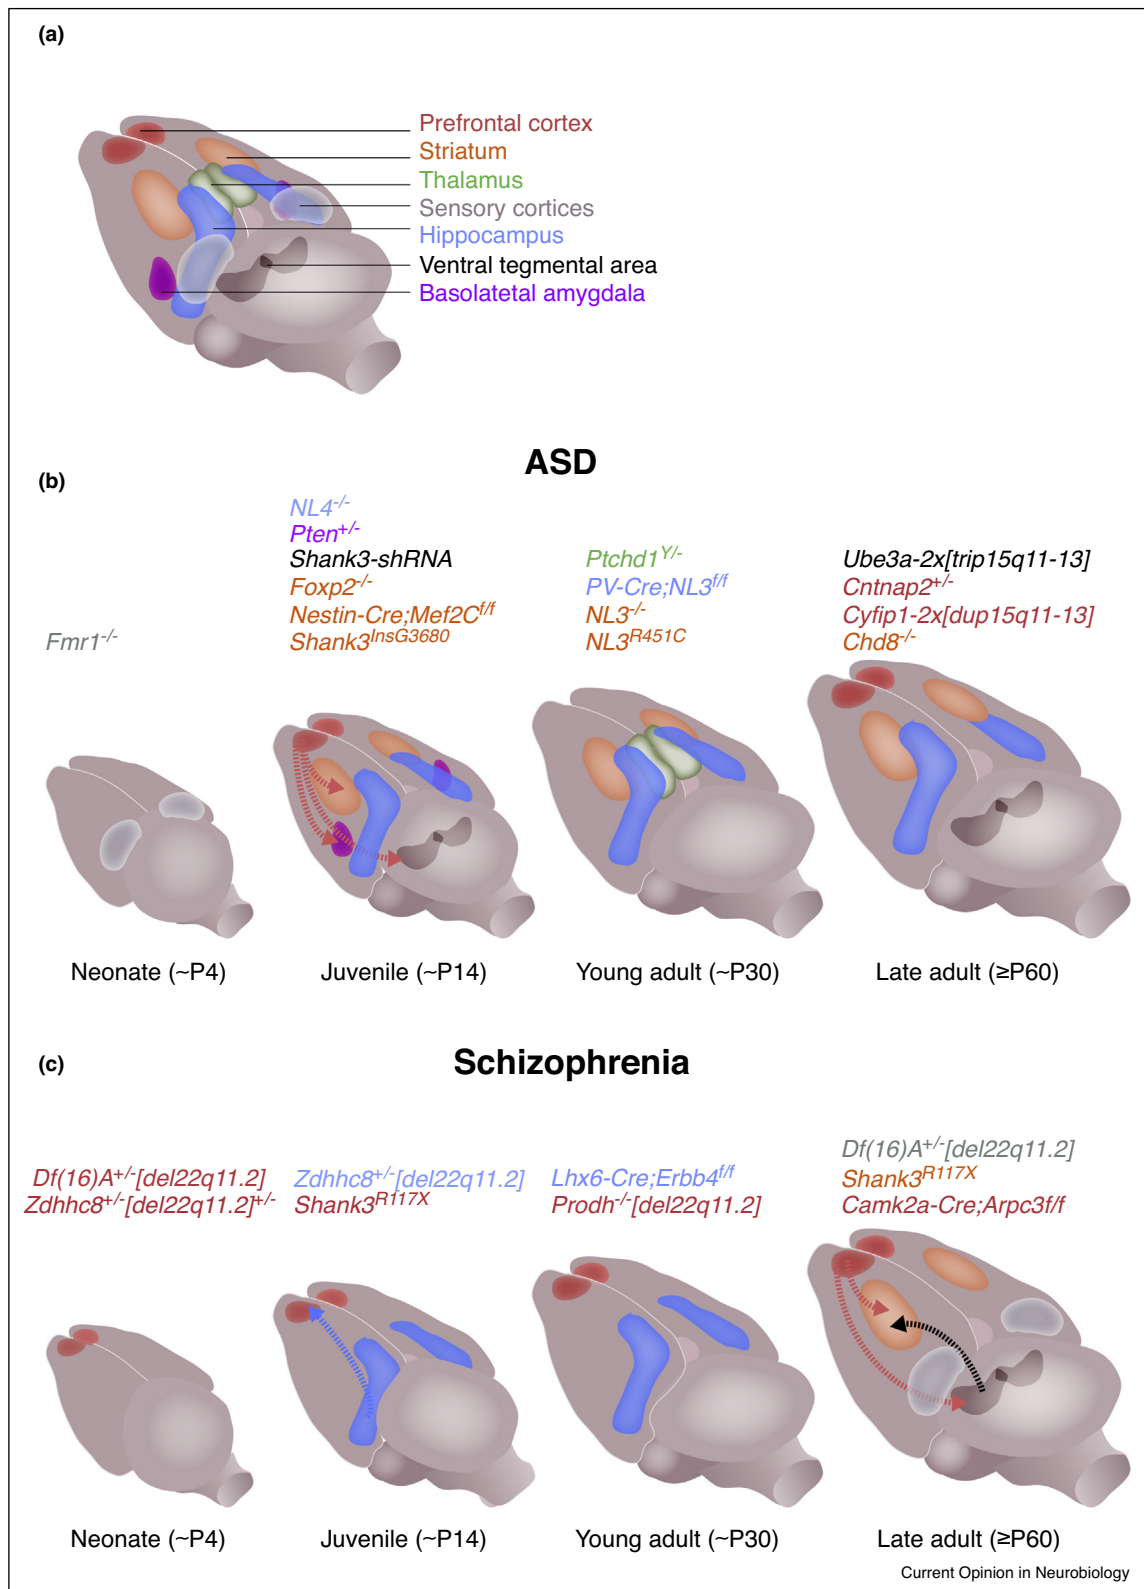 (a)
Prefrontal cortex
Striatum
Thalamus
Sensory cortices
Hippocampus
Ventral tegmental area
Basolatetal amygdala
ASD
(b)
Fmr1-/-
NL4-/-
Pten+/-
Shank3-shRNA
Foxp2-/-
Nestin-Cre;Mef2Cf/f
Shank3InsG3680
Ptchd1Y/-
PV-Cre;NL3f/f
NL3-/-
NL3R451C
Ube3a-2x[trip15q11-13]
Cntnap2+/-
Cyfip1-2x[dup15q11-13]
Chd8-/-
Neonate (~P4)
Juvenile (~P14)
Young adult (~P30)
Late adult (≥P60)
Schizophrenia
(c)
Df(16)A+/-[del22q11.2]
Zdhhc8+/-[del22q11.2]+/-
Zdhhc8+/-[del22q11.2]
Shank3R117X
Lhx6-Cre;Erbb4f/f
Prodh-/-[del22q11.2]
Df(16)A+/-[del22q11.2]
Shank3R117X
Camk2a-Cre;Arpc3f/f
Neonate (~P4)
Juvenile (~P14)
Young adult (~P30)
Late adult (≥P60)
Current Opinion in Neurobiology